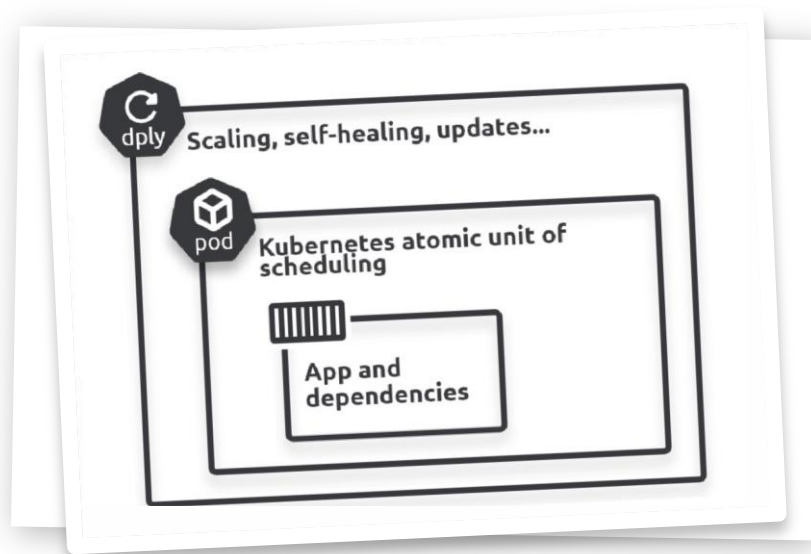 dply
Scaling, self-healing, updates...
pod
Kubernetes atomic unit of
scheduling
App and
dependencies